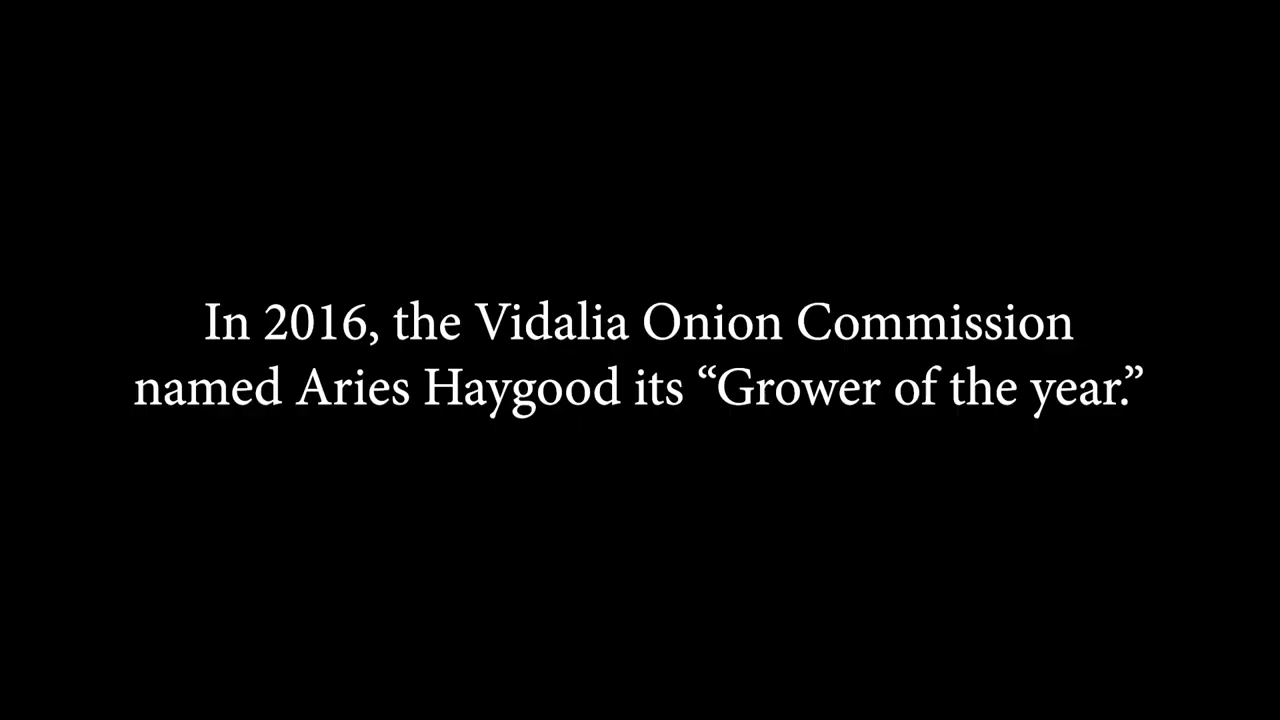 In 2016, the Vidalia Onion Commission
named Aries Haygood its “Grower of the year.”